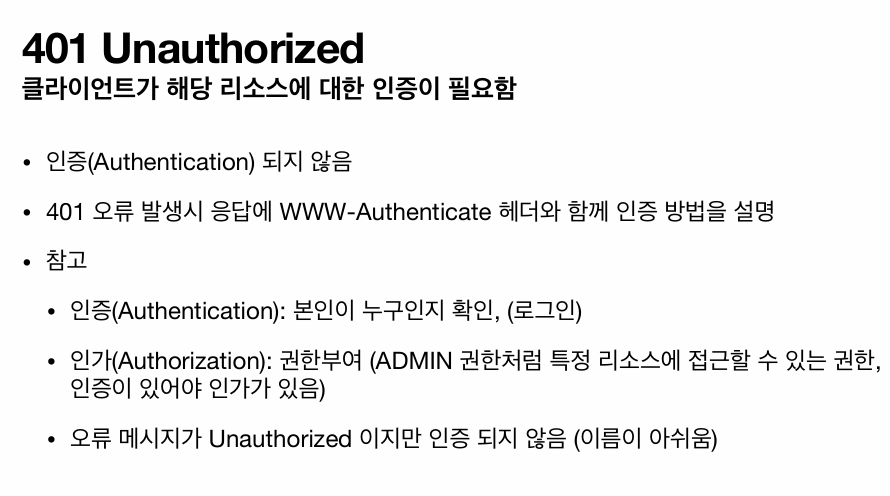 401 Unauthorized
클라이언트가 해당 리소스에 대한 인증이 필요함
• 인증(Authentication) 되지 않음
• 401 오류 발생시 응답에 WWW-Authenticate 헤더와 함께 인증 방법을 설명
• 참고
• 인증(Authentication): 본인이 누구인지 확인, (로그인)
• 인가(Authorization): 권한부여 (ADMIN 권한처럼 특정 리소스에 접근할 수 있는 권한,
인증이 있어야 인가가 있음)
• 오류 메시지가 Unauthorized 이지만 인증 되지 않음 (이름이 아쉬움)